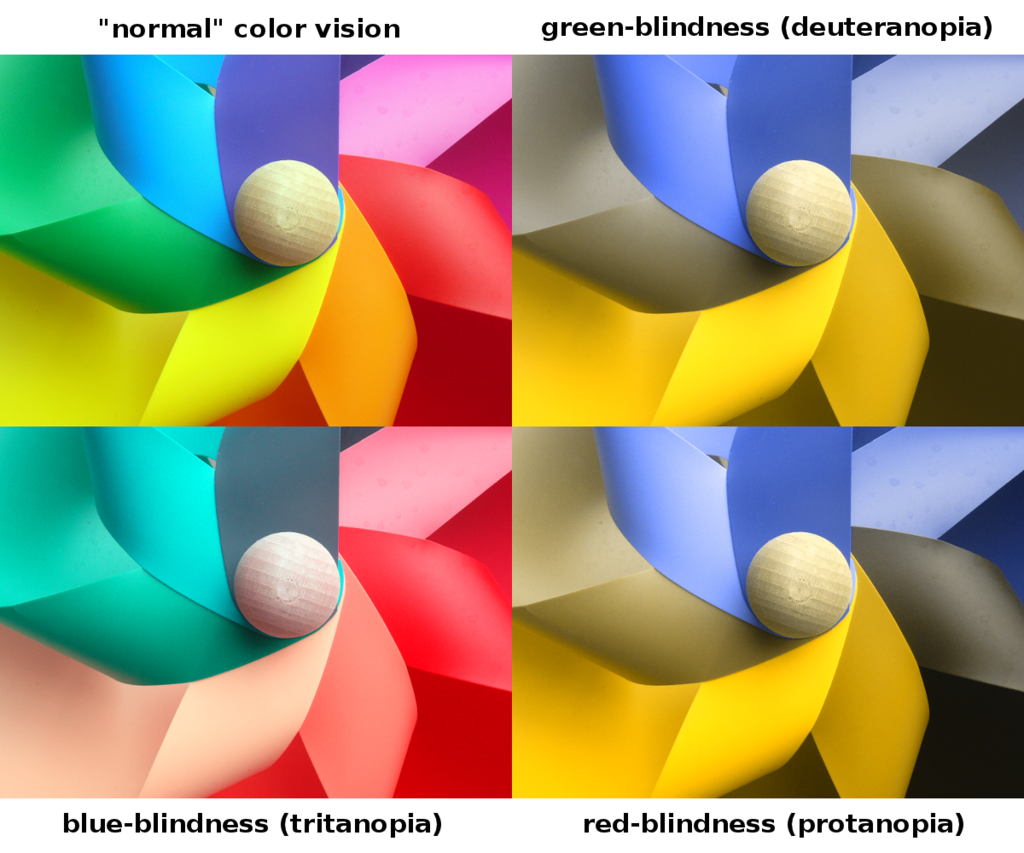 "normal" color vision
green-blindness (deuteranopia)
blue-blindness (tritanopia)
red-blindness (protanopia)